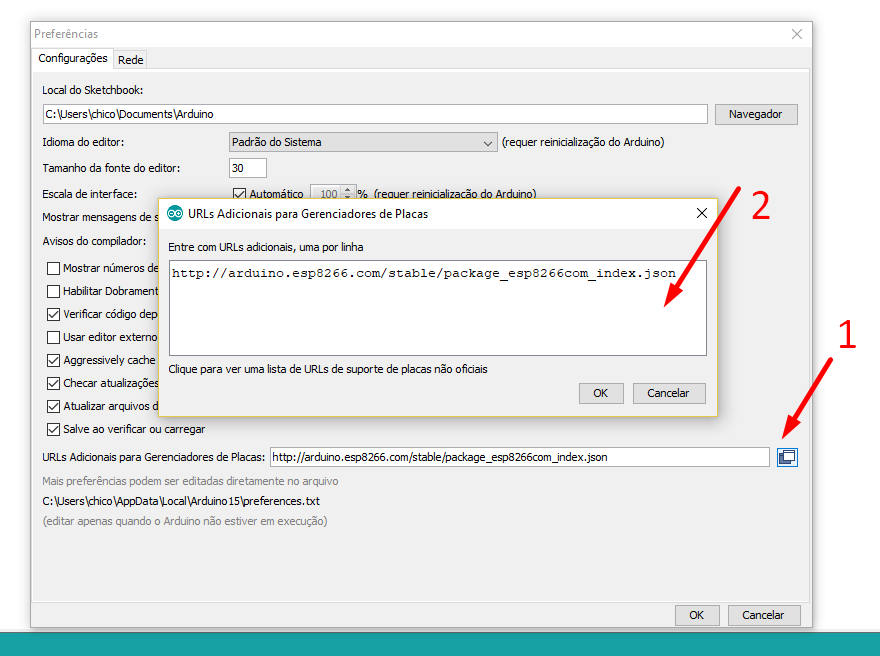 Preferências
Configurações Rede
Local do Sketchbook:
C:\Users\chico\Documents\Arduino Navegador
Idioma do editor: Padrão do Sistema (requer reinicialização do Arduino)
Tamanho da fonte do editor: 30
Escala de interface: Automático 100 % (requer reinicialização do Arduino)
Mostrar mensagens de s
Avisos do compilador:
Mostrar números de
Habilitar Dobrament
Verificar código dep
Usar editor externo
Aggressively cache
Checar atualizações
Atualizar arquivos d
Salve ao verificar ou carregar
URLs Adicionais para Gerenciadores de Placas
2
Entre com URLs adicionais, uma por linha
http://arduino.esp8266.com/stable/package_esp8266com_index.json
Clique para ver uma lista de URLs de suporte de placas não oficiais
OK Cancelar
1
URLs Adicionais para Gerenciadores de Placas: http://arduino.esp8266.com/stable/package_esp8266com_index.json
Mais preferências podem ser editadas diretamente no arquivo
C:\Users\chico\AppData\Local\Arduino15\preferences.txt
(editar apenas quando o Arduino não estiver em execução)
OK Cancelar